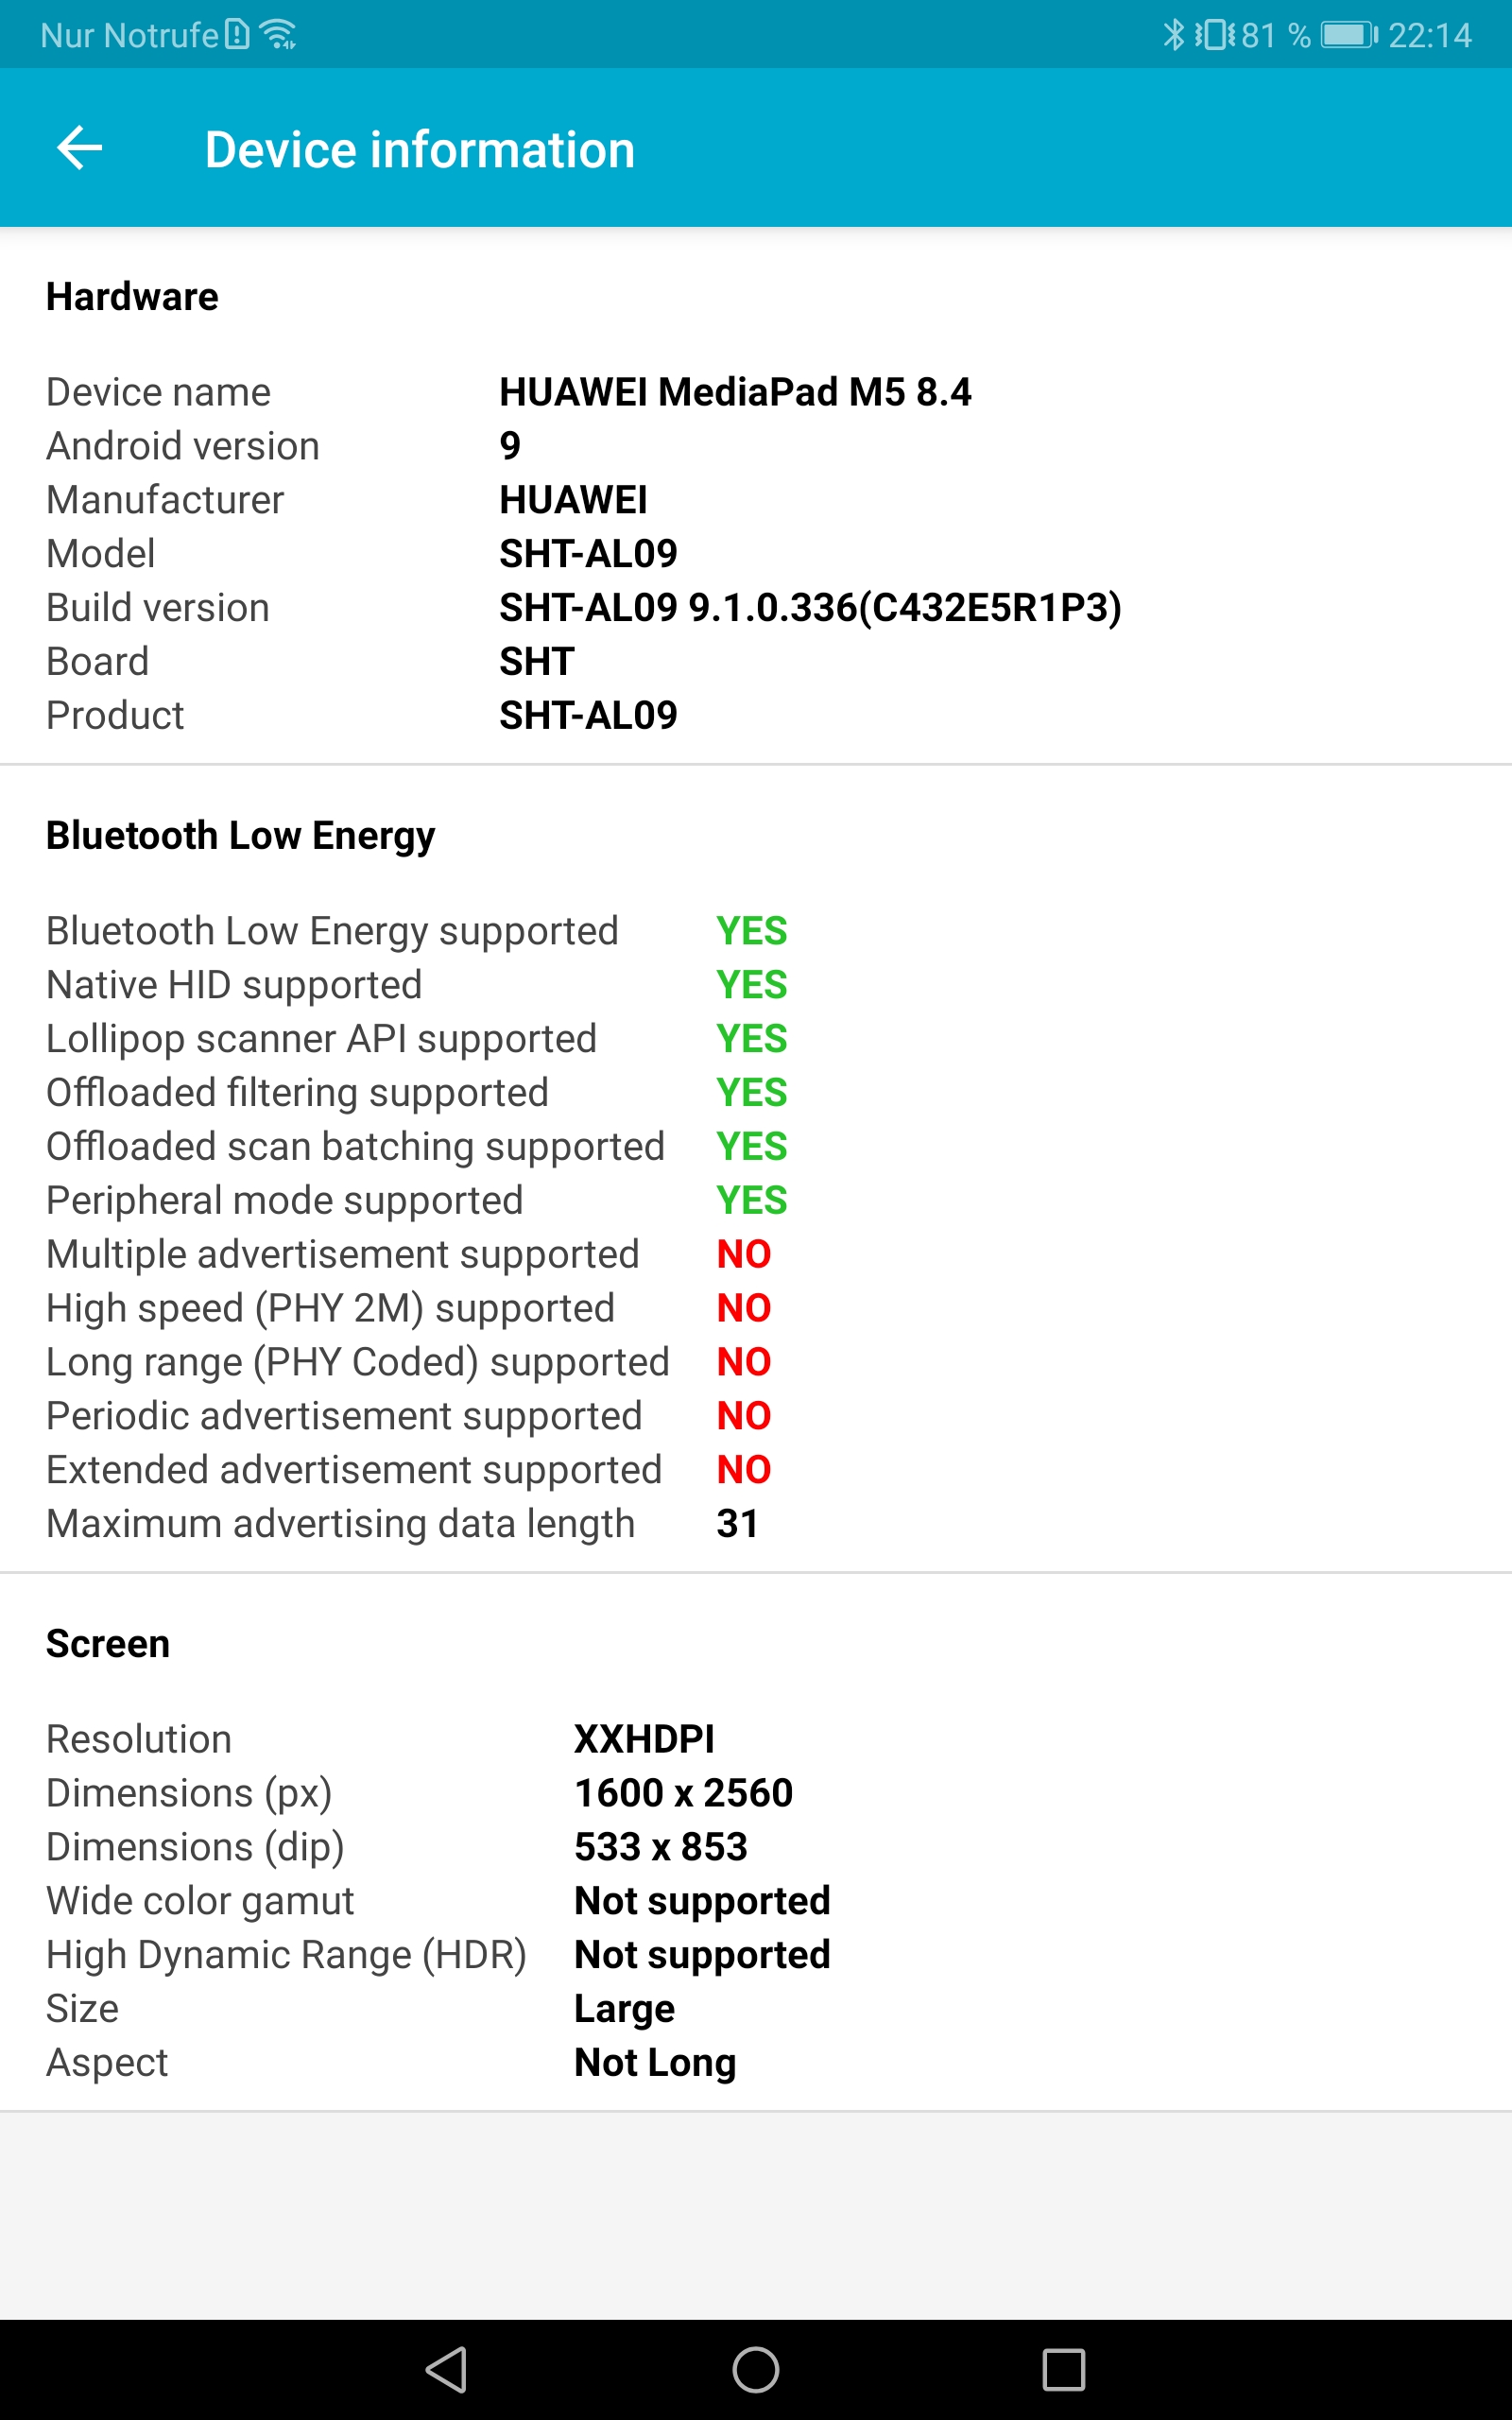 Nur Notrufe 81 % 22:14
Device information
Hardware
Device name HUAWEI MediaPad M5 8.4
Android version 9
Manufacturer HUAWEI
Model SHT-AL09
Build version SHT-AL09 9.1.0.336(C432E5R1P3)
Board SHT
Product SHT-AL09
Bluetooth Low Energy
Bluetooth Low Energy supported YES
Native HID supported YES
Lollipop scanner API supported YES
Offloaded filtering supported YES
Offloaded scan batching supported YES
Peripheral mode supported YES
Multiple advertisement supported NO
High speed (PHY 2M) supported NO
Long range (PHY Coded) supported NO
Periodic advertisement supported NO
Extended advertisement supported NO
Maximum advertising data length 31
Screen
Resolution XXHDPI
Dimensions (px) 1600 x 2560
Dimensions (dip) 533 x 853
Wide color gamut Not supported
High Dynamic Range (HDR) Not supported
Size Large
Aspect Not Long